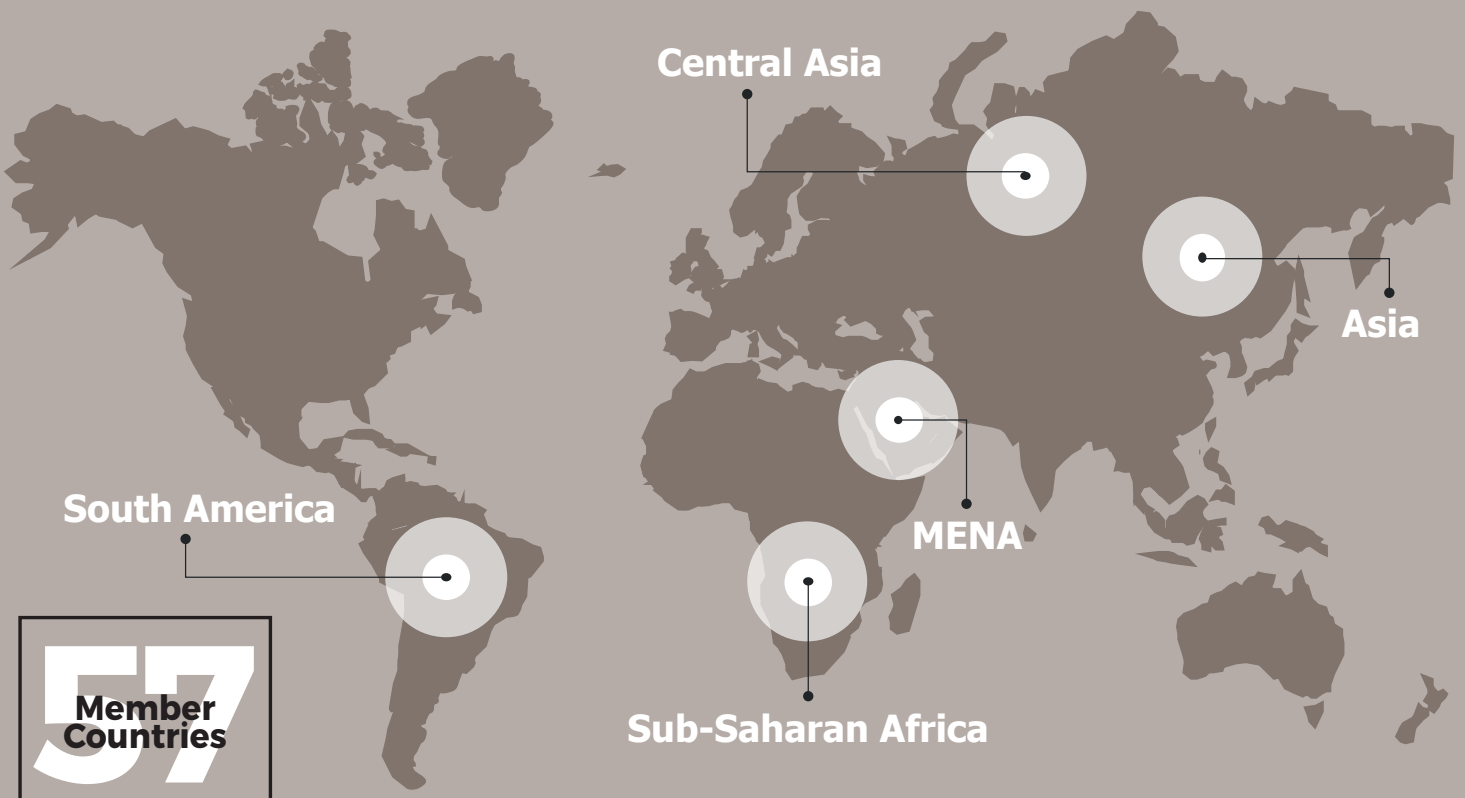 Central Asia
Asia
South America
MENA
57
Member
Countries
Sub-Saharan Africa